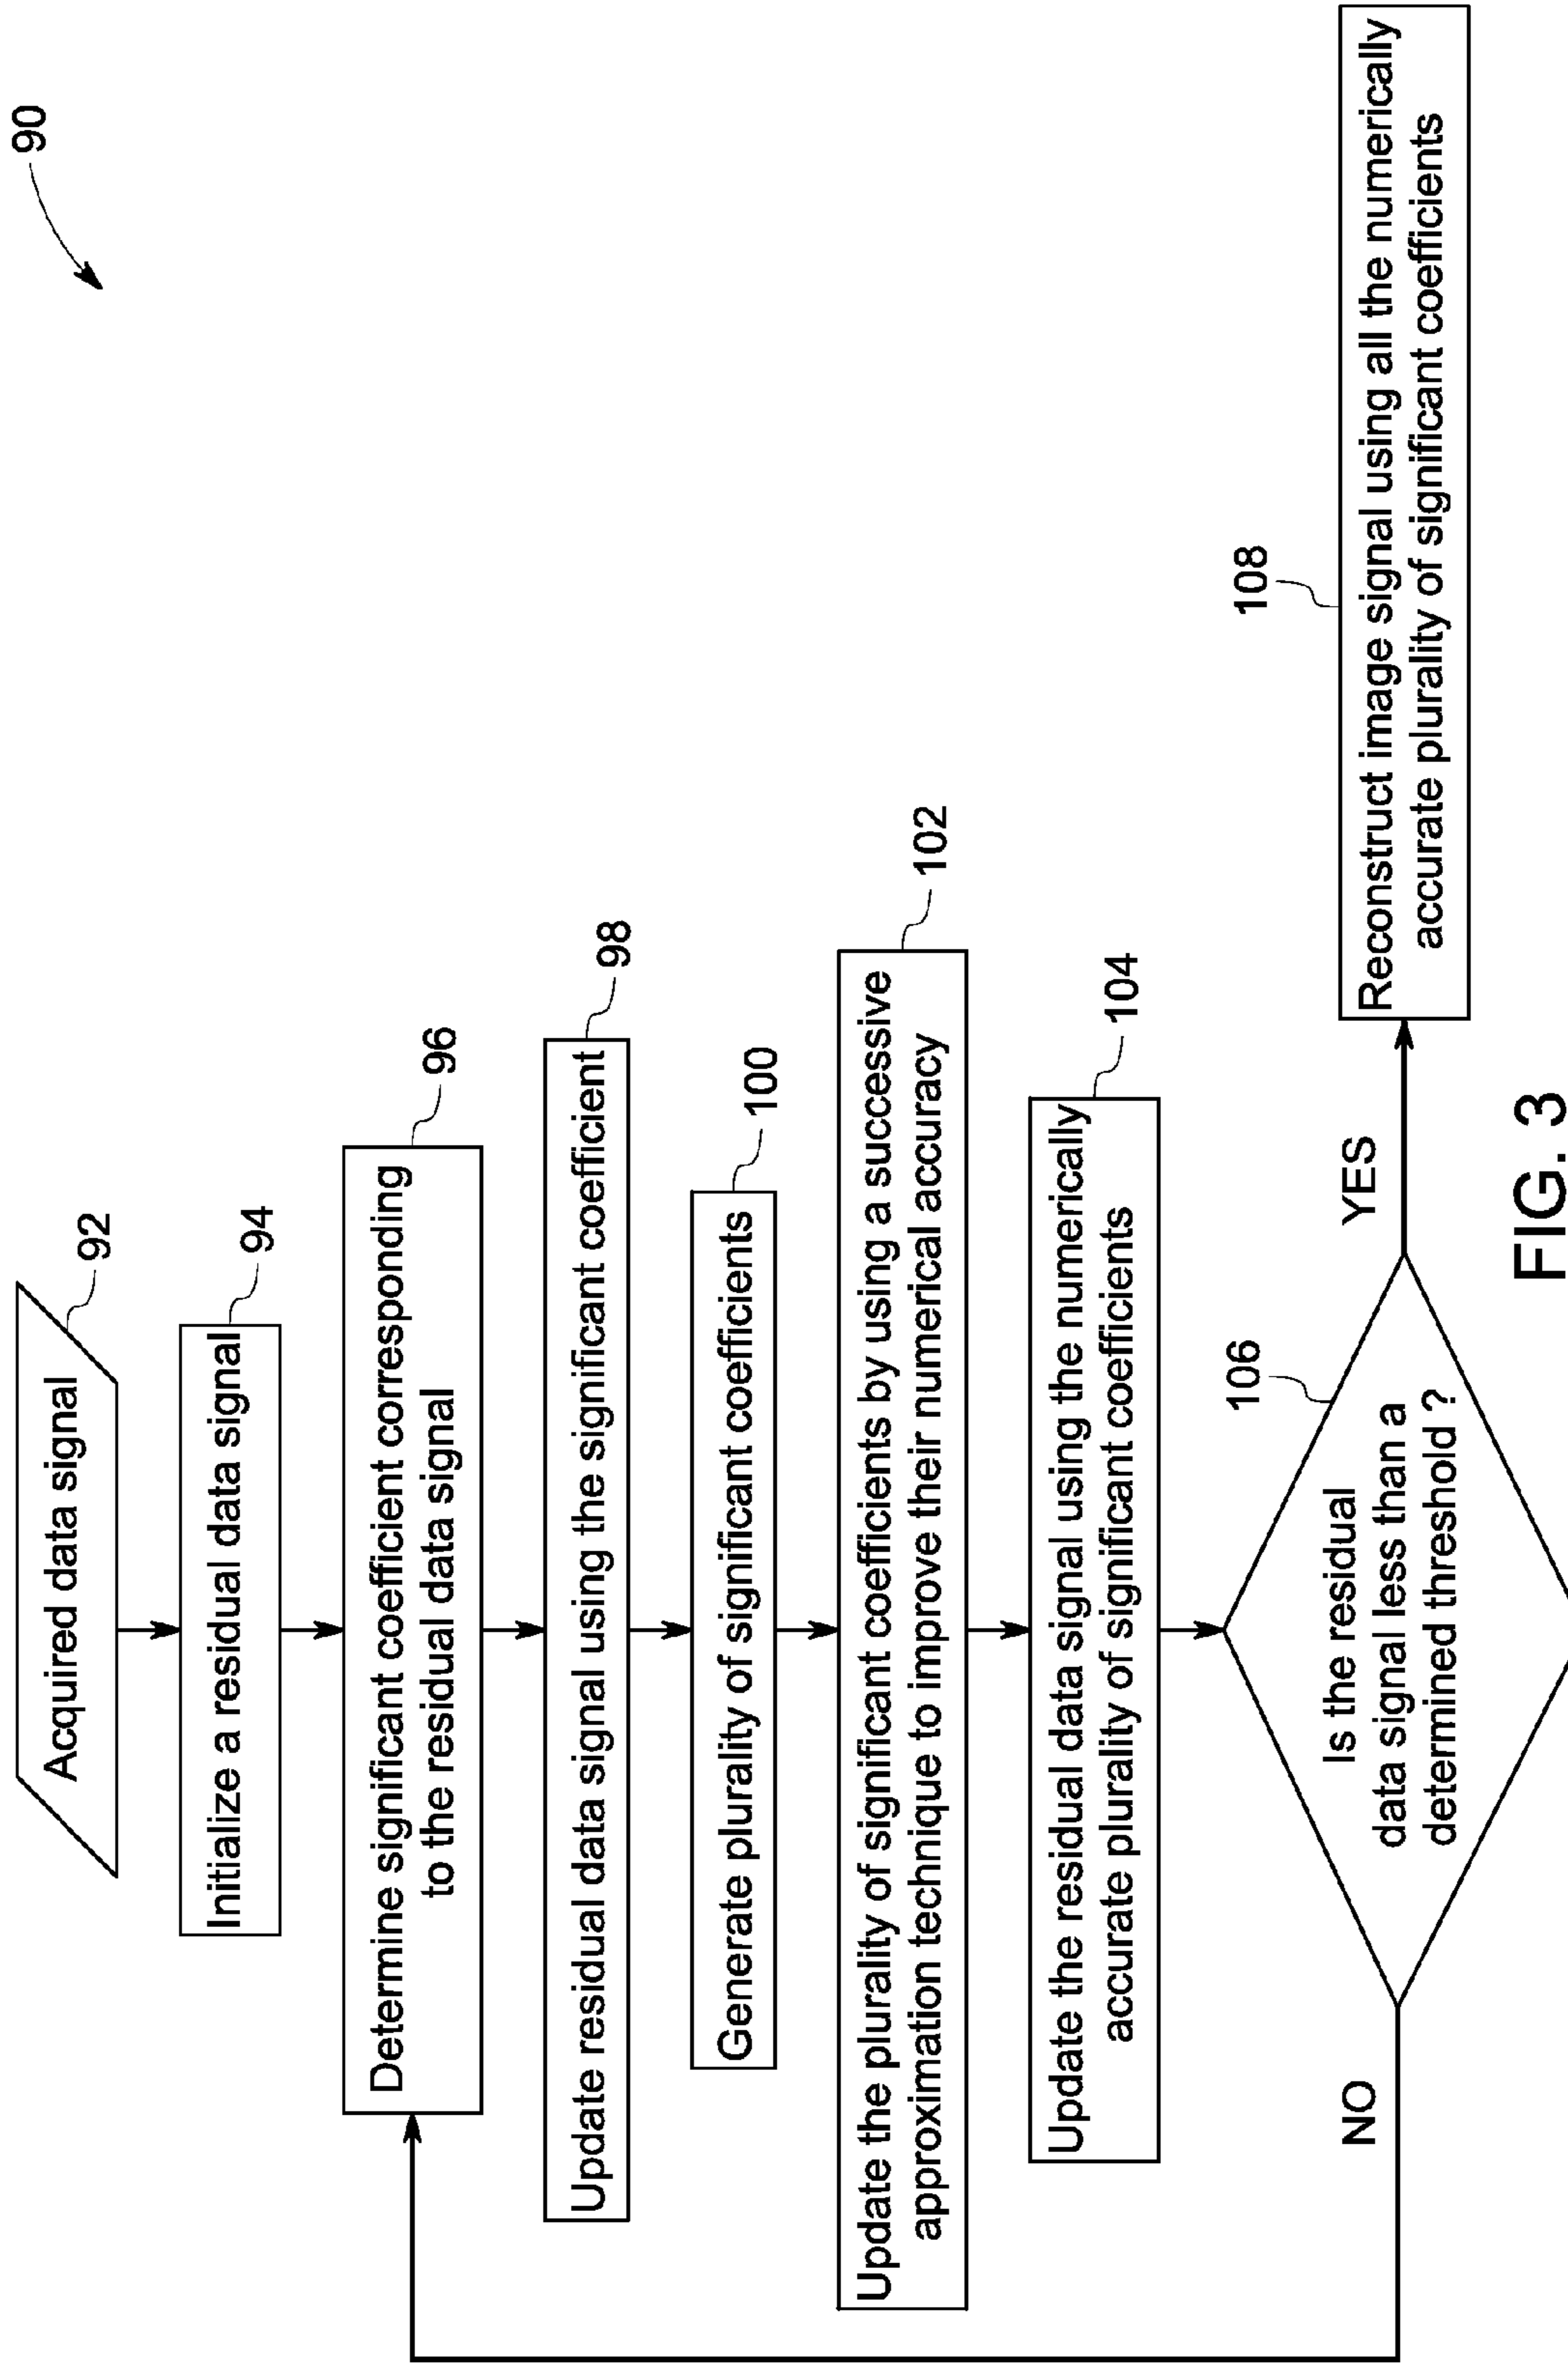 90
Acquired data signal
92
Initialize a residual data signal
94
Determine significant coefficient corresponding
to the residual data signal
96
Update residual data signal using the significant coefficient
98
Generate plurality of significant coefficients
100
Update the plurality of significant coefficients by using a successive
approximation technique to improve their numerical accuracy
102
Update the residual data signal using the numerically
accurate plurality of significant coefficients
104
Is the residual
data signal less than a
determined threshold ?
106
NO
YES
108
Reconstruct image signal using all the numerically
accurate plurality of significant coefficients
FIG. 3